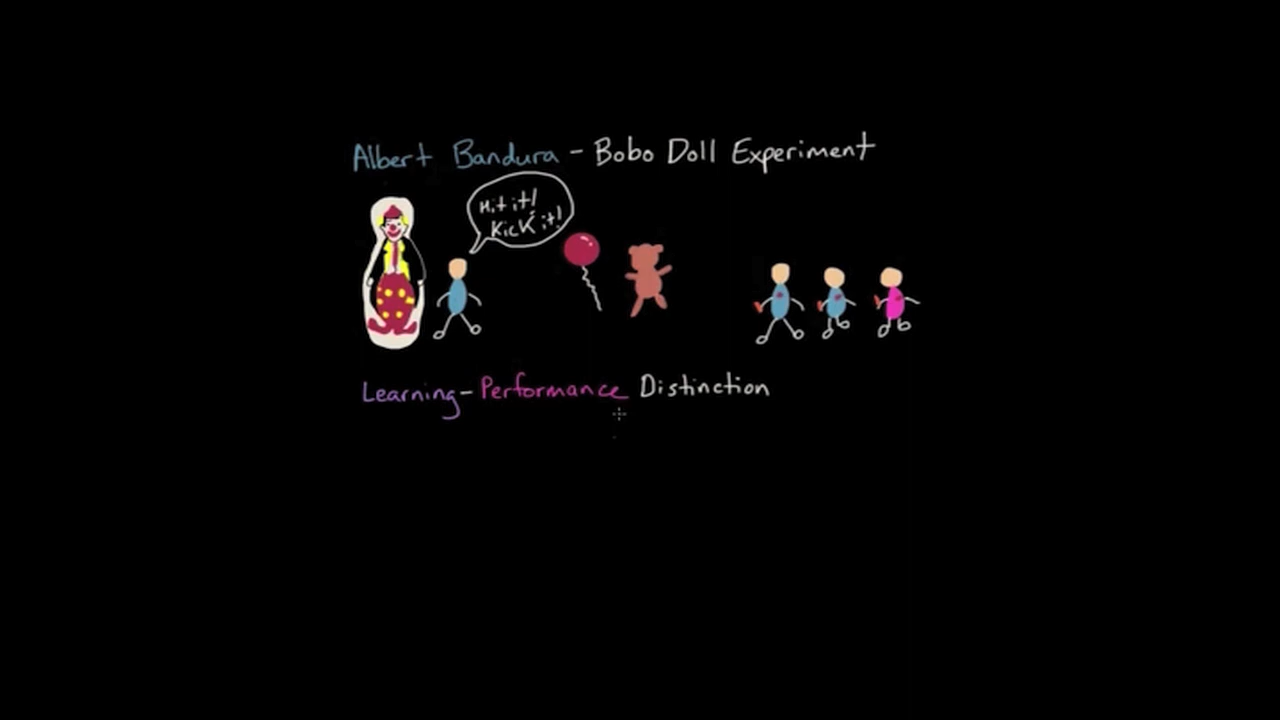 Albert Bandura - Bobo Doll Experiment
Hit it!
Kick it!
Learning-Performance Distinction